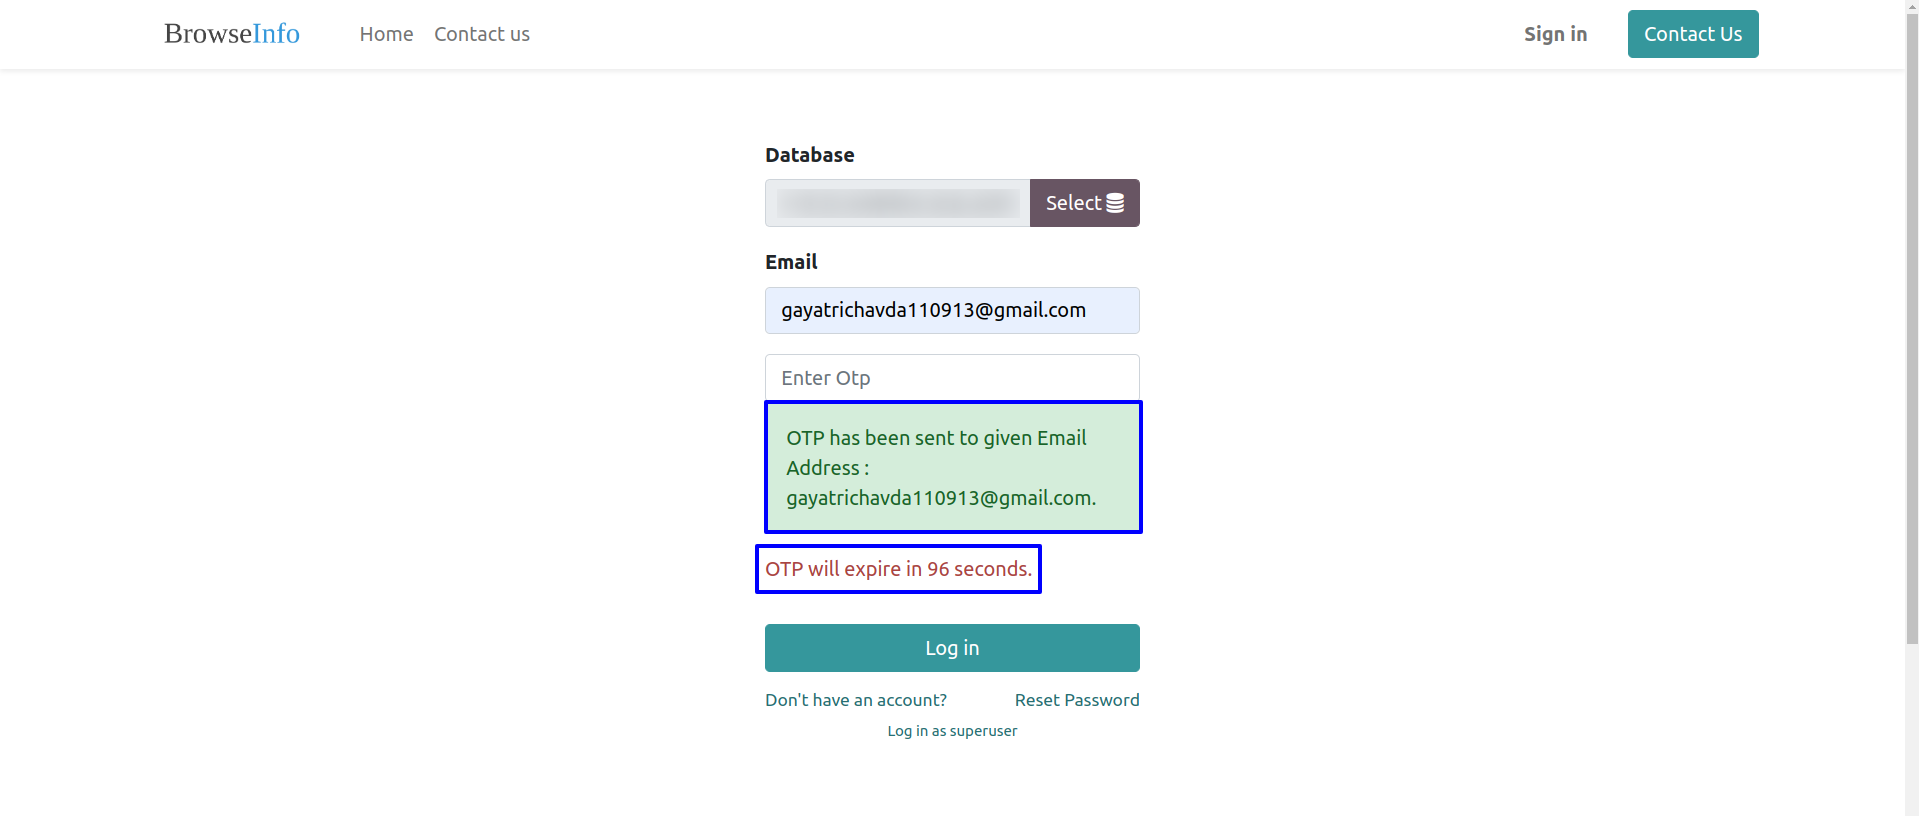 BrowseInfo Home Contact us Sign in Contact Us
Database
Select
Email
gayatrichavda110913@gmail.com
Enter Otp
OTP has been sent to given Email
Address :
gayatrichavda110913@gmail.com.
OTP will expire in 96 seconds.
Log in
Don't have an account? Reset Password
Log in as superuser